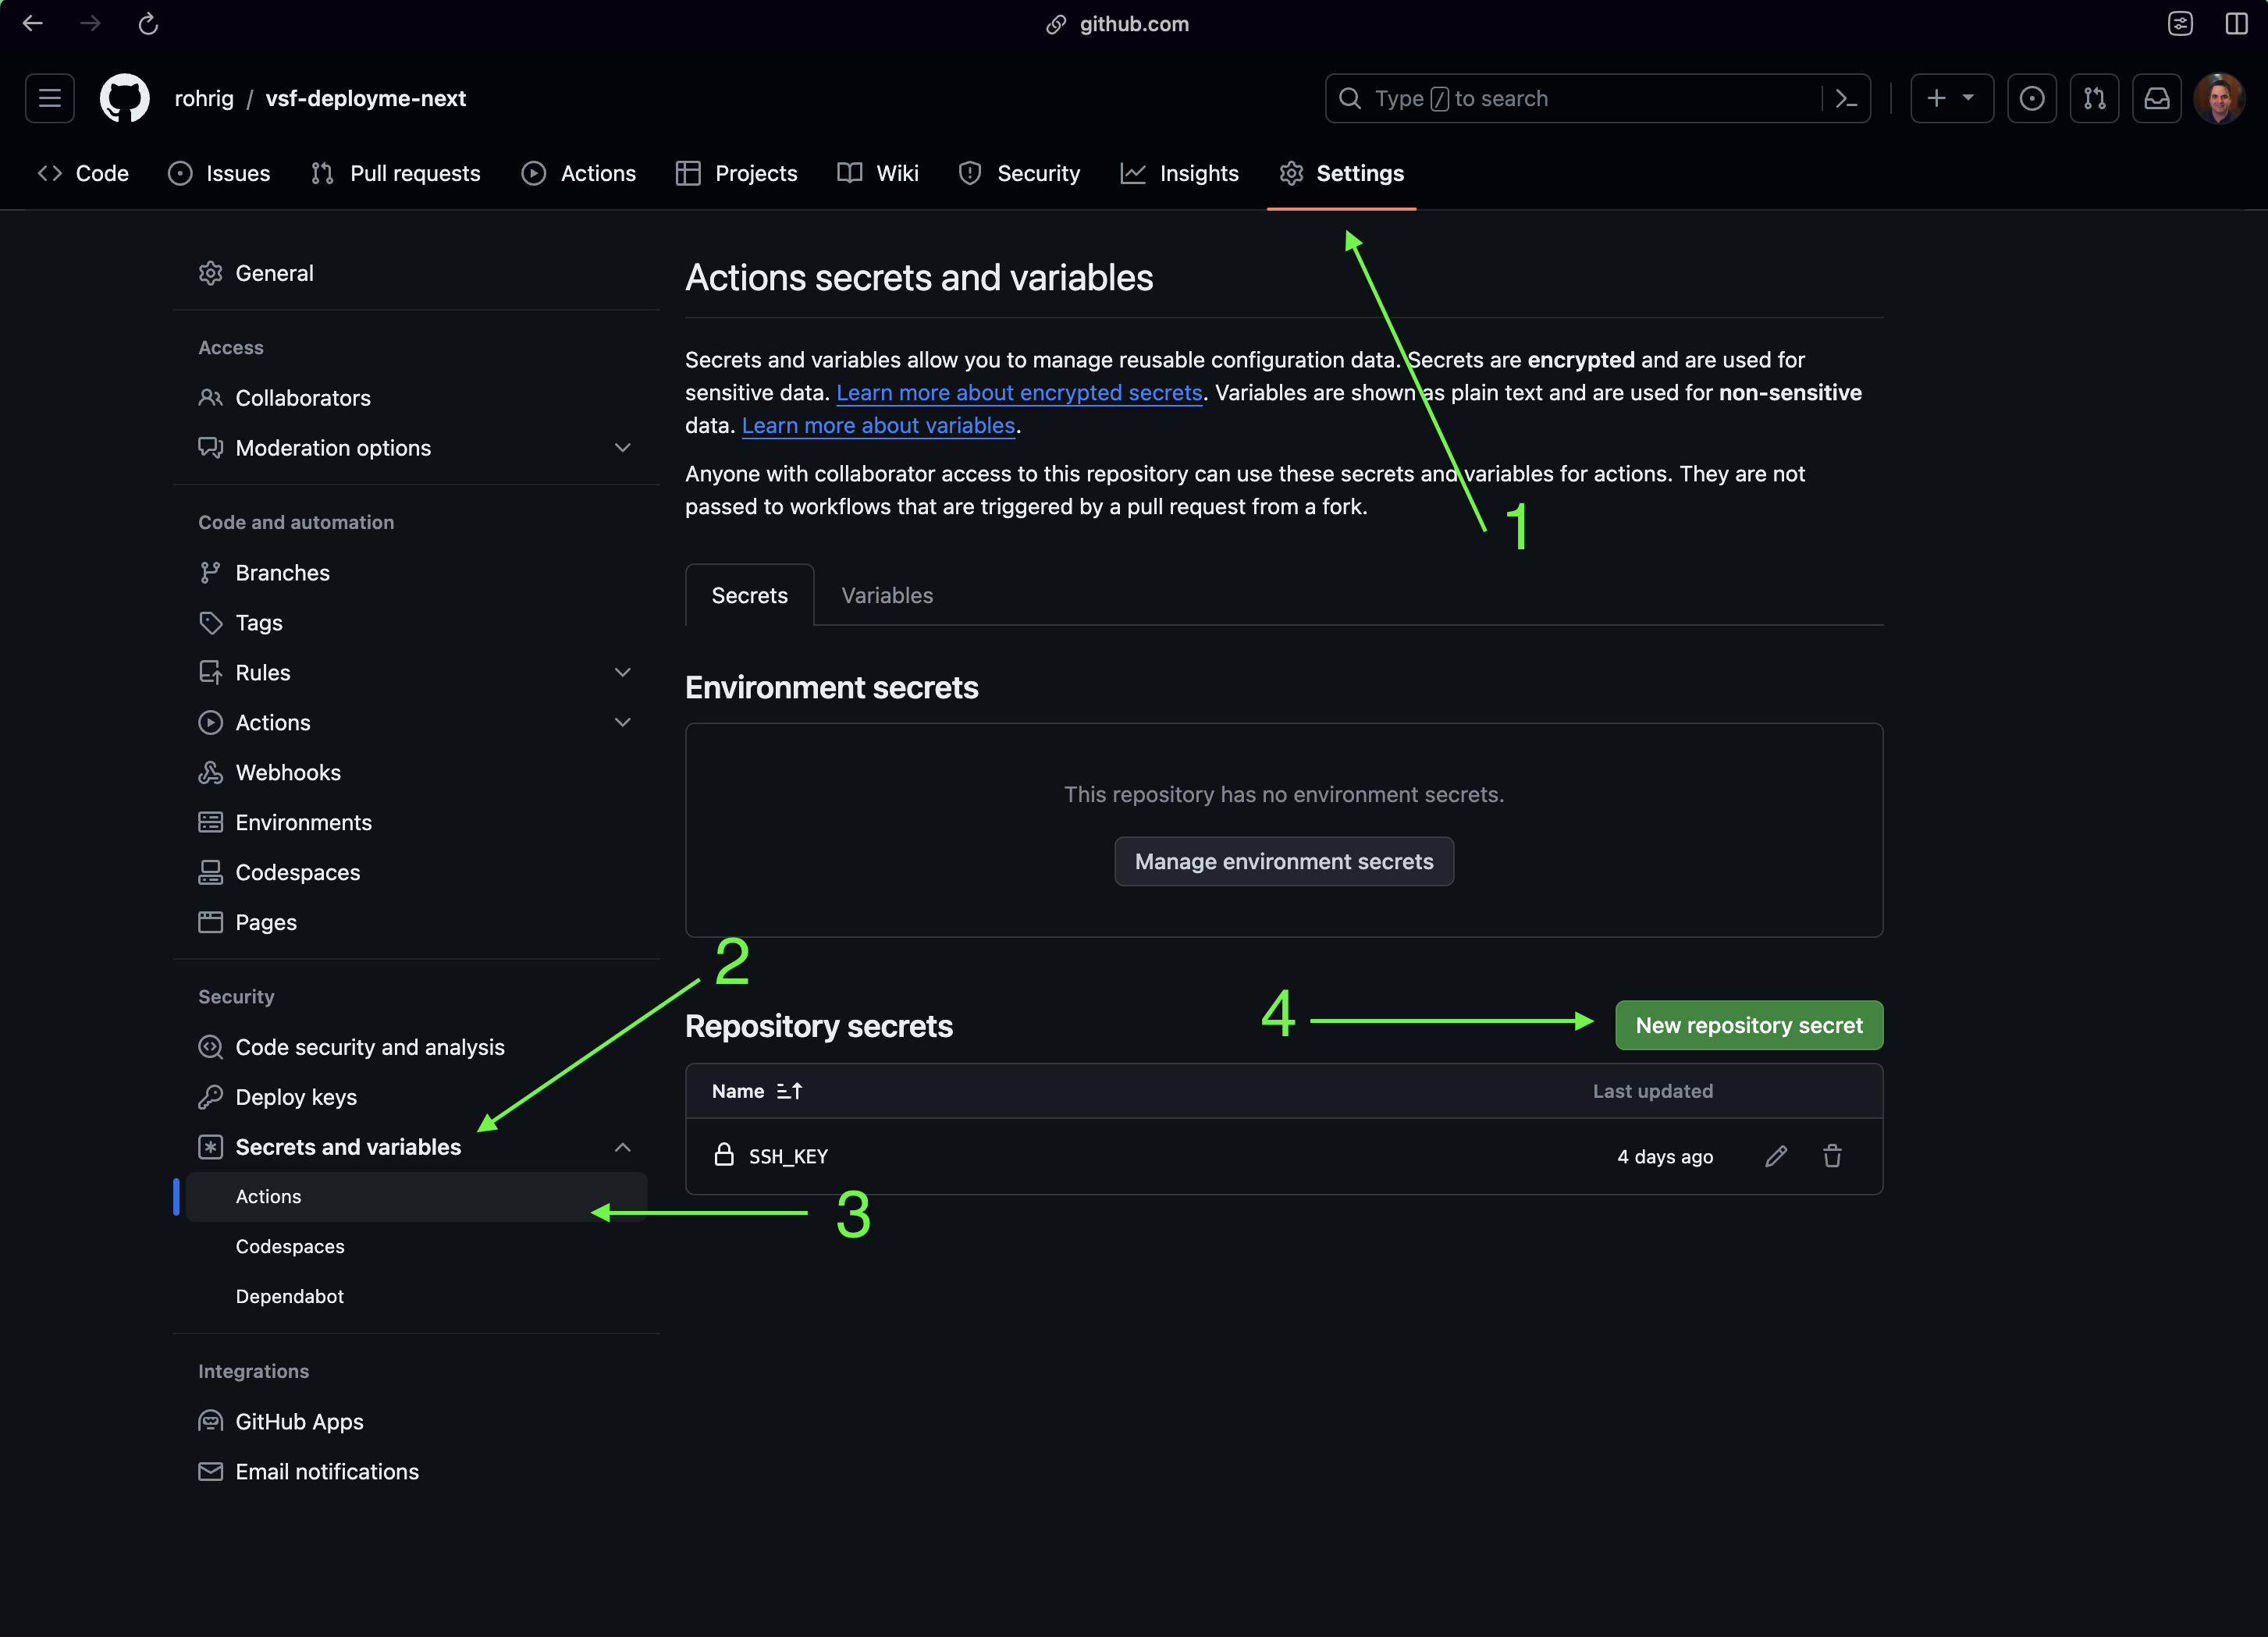 github.com
rohrig / vsf-deployme-next
Type / to search
Code Issues Pull requests Actions Projects Wiki Security Insights Settings
General
Access
Collaborators
Moderation options
Code and automation
Branches
Tags
Rules
Actions
Webhooks
Environments
Codespaces
Pages
Security
Code security and analysis
Deploy keys
Secrets and variables
Actions
Codespaces
Dependabot
Integrations
GitHub Apps
Email notifications
Actions secrets and variables
Secrets and variables allow you to manage reusable configuration data. Secrets are encrypted and are used for
sensitive data. Learn more about encrypted secrets. Variables are shown as plain text and are used for non-sensitive
data. Learn more about variables.
Anyone with collaborator access to this repository can use these secrets and variables for actions. They are not
passed to workflows that are triggered by a pull request from a fork.
1
Secrets Variables
Environment secrets
This repository has no environment secrets.
Manage environment secrets
2
Repository secrets
4
New repository secret
Name Last updated
SSH_KEY 4 days ago
3